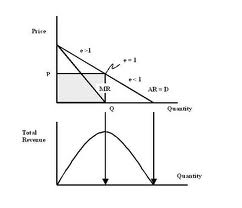 Price
e >1
e = 1
P
e < 1
MR
AR = D
Q
Quantity
Total
Revenue
Quantity